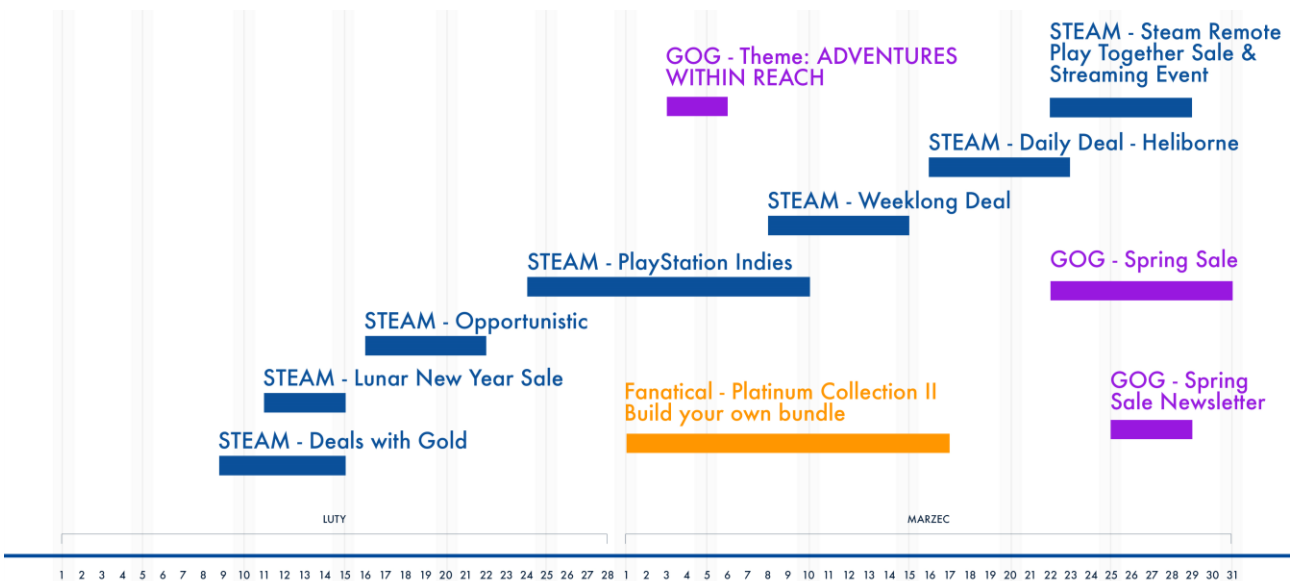 STEAM - Steam Remote
Play Together Sale &
Streaming Event
GOG - Theme: ADVENTURES
WITHIN REACH
STEAM - Daily Deal - Heliborne
STEAM - Weeklong Deal
STEAM - PlayStation Indies
GOG - Spring Sale
STEAM - Opportunistic
STEAM - Lunar New Year Sale
Fanatical - Platinum Collection II
Build your own bundle
GOG - Spring
Sale Newsletter
STEAM - Deals with Gold
LUTY MARZEC
1 2 3 4 5 6 7 8 9 10 11 12 13 14 15 16 17 18 19 20 21 22 23 24 25 26 27 28 1 2 3 4 5 6 7 8 9 10 11 12 13 14 15 16 17 18 19 20 21 22 23 24 25 26 27 28 29 30 31